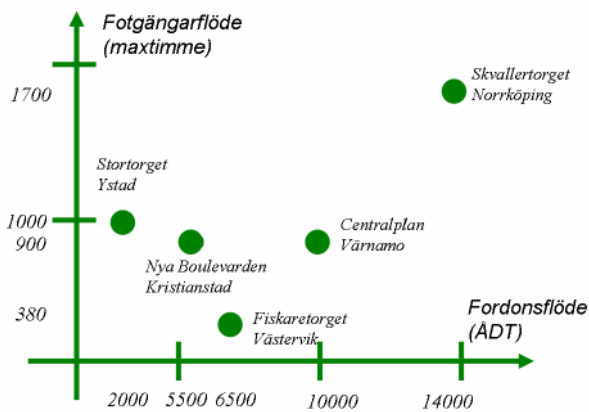 Fotgängarflöde
(maxtimme)
1700
Skvallertorget
Norrköping
Stortorget
Ystad
1000
900
Centralplan
Värnamo
Nya Boulevarden
Kristianstad
380
Fiskaretorget
Västervik
Fordonsflöde
(ÅDT)
2000 5500 6500 10000 14000